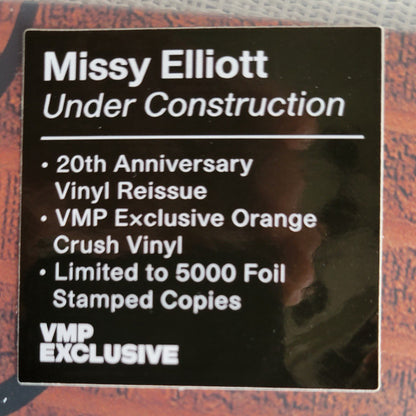 Missy Elliott
Under Construction
• 20th Anniversary
Vinyl Reissue
• VMP Exclusive Orange
Crush Vinyl
• Limited to 5000 Foil
Stamped Copies
VMP
EXCLUSIVE